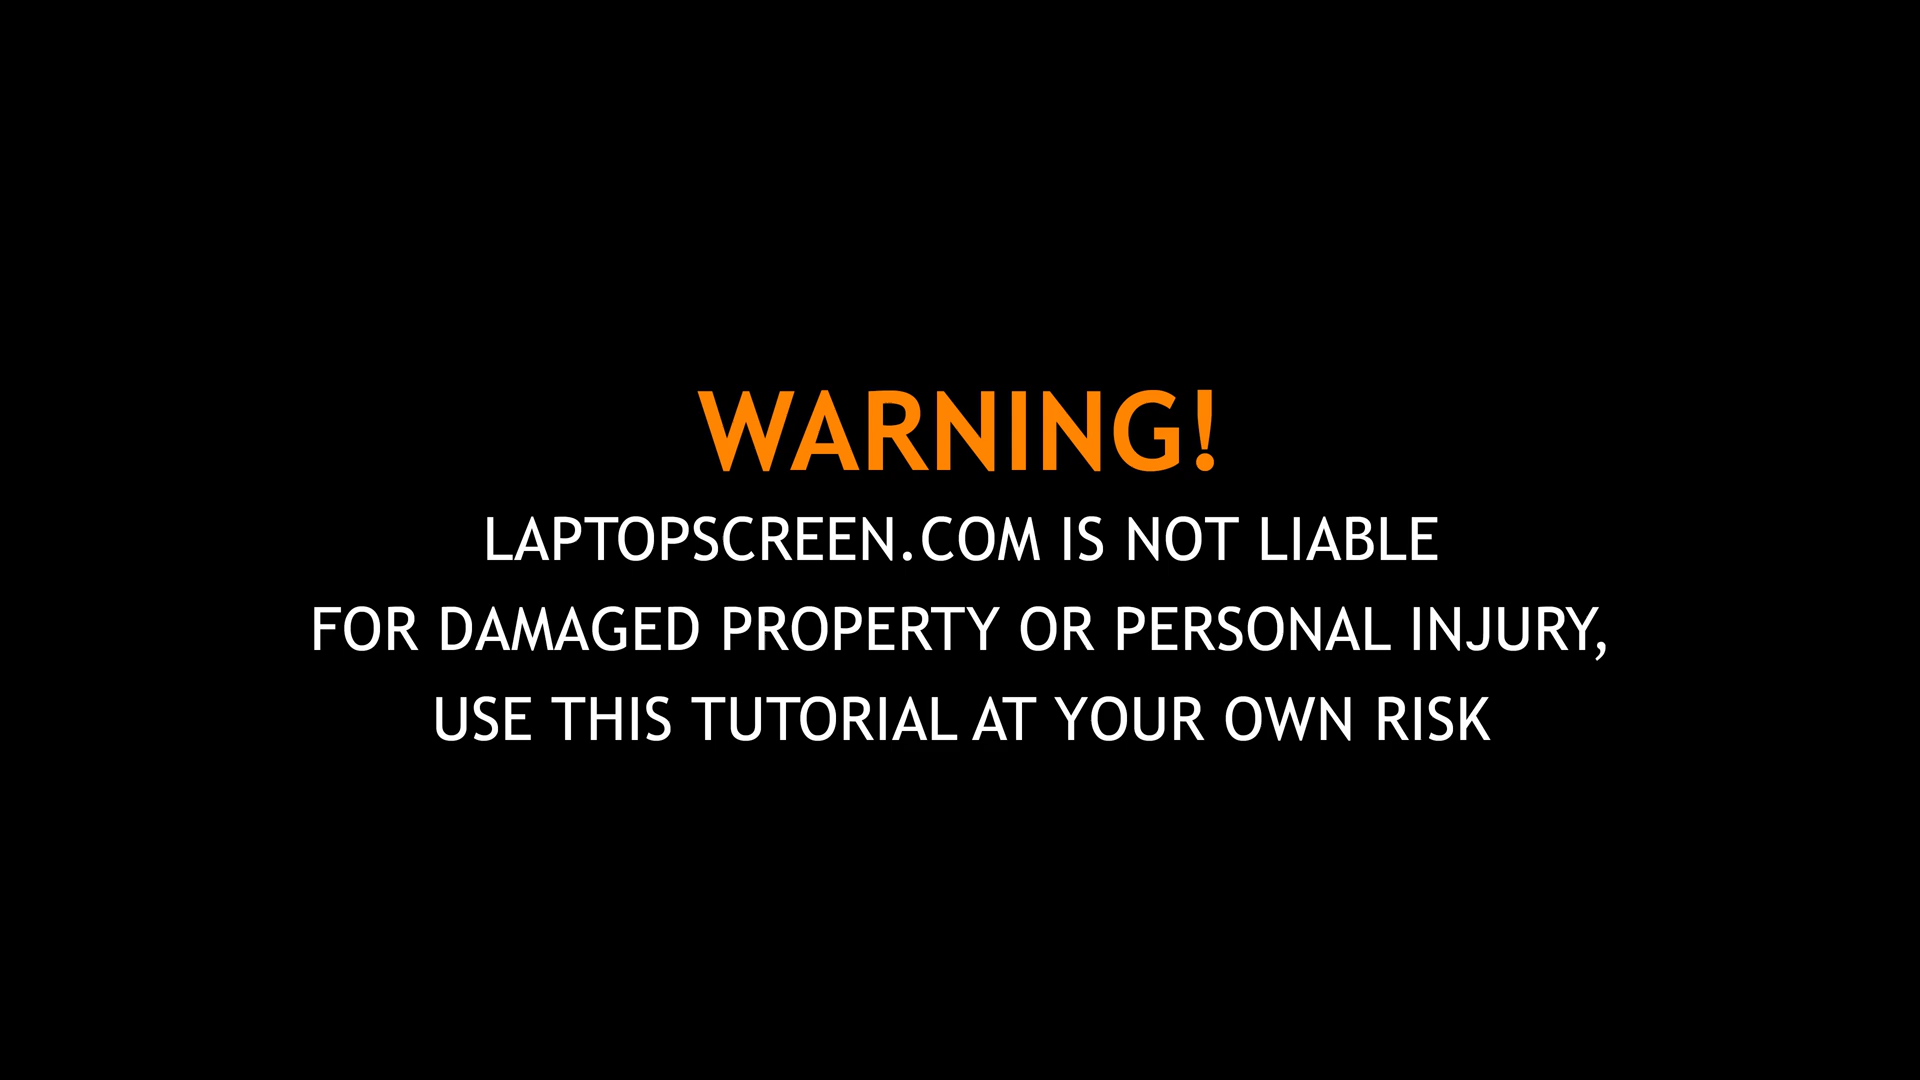 WARNING!
LAPTOPSCREEN.COM IS NOT LIABLE
FOR DAMAGED PROPERTY OR PERSONAL INJURY,
USE THIS TUTORIAL AT YOUR OWN RISK